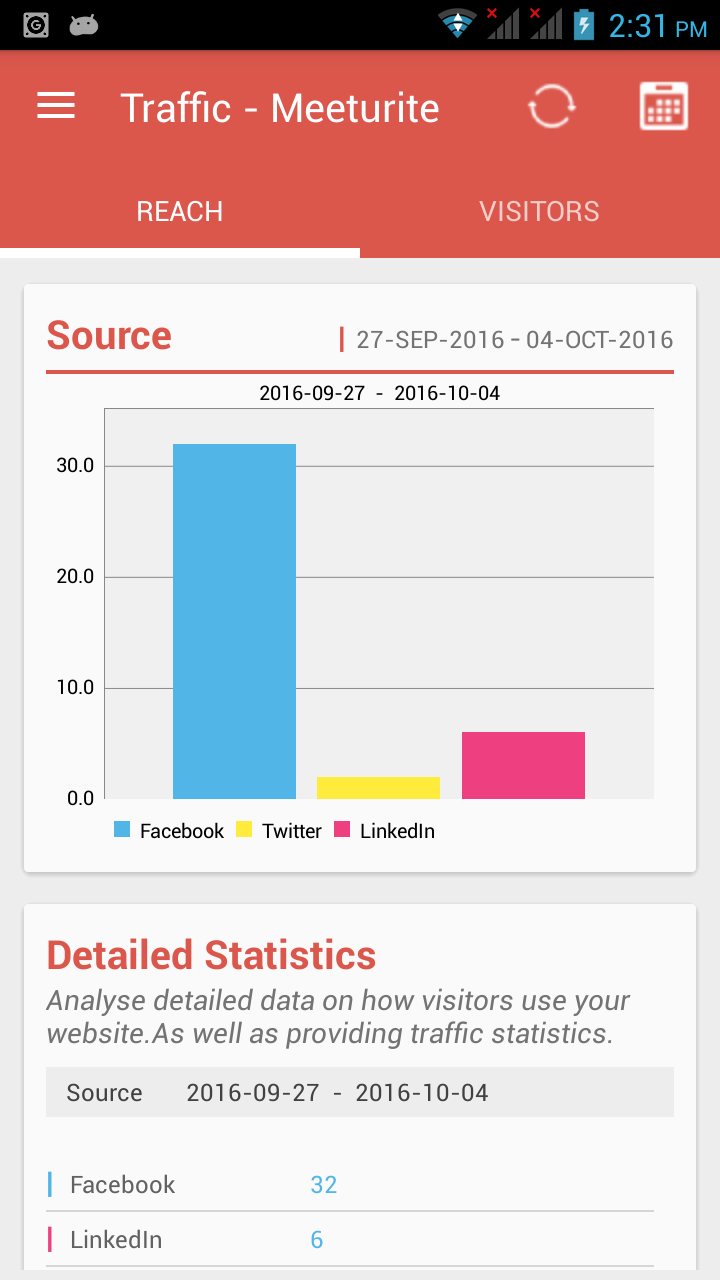 2:31 PM
Traffic - Meeturite
REACH VISITORS
Source 27-SEP-2016 - 04-OCT-2016
2016-09-27 - 2016-10-04
30.0
20.0
10.0
0.0
Facebook Twitter LinkedIn
Detailed Statistics
Analyse detailed data on how visitors use your
website.As well as providing traffic statistics.
Source 2016-09-27 - 2016-10-04
Facebook 32
LinkedIn 6